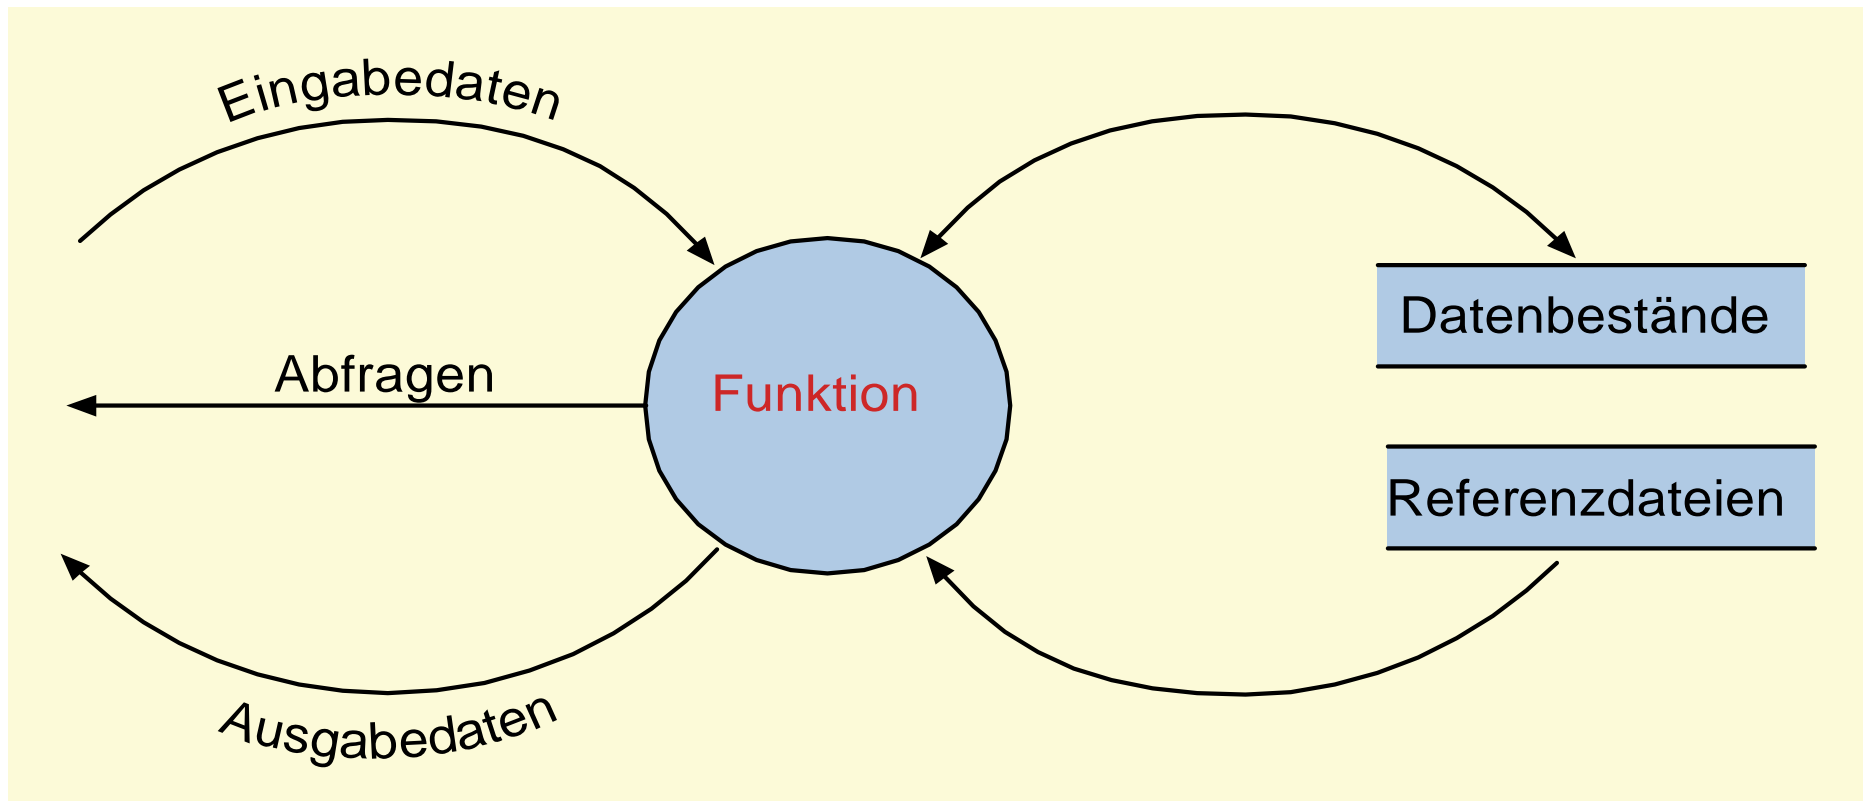 Eingabedaten
Abfragen
Ausgabedaten
Funktion
Datenbestände
Referenzdateien